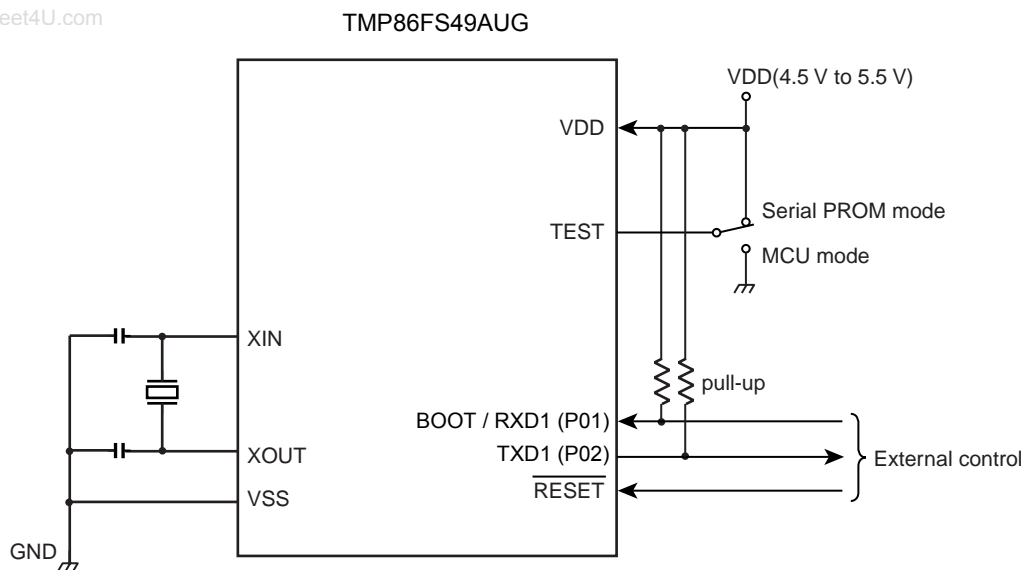 eet4U.com
TMP86FS49AUG
VDD(4.5 V to 5.5 V)
VDD
TEST
Serial PROM mode
MCU mode
XIN
pull-up
BOOT / RXD1 (P01)
XOUT
TXD1 (P02)
External control
RESET
VSS
GND